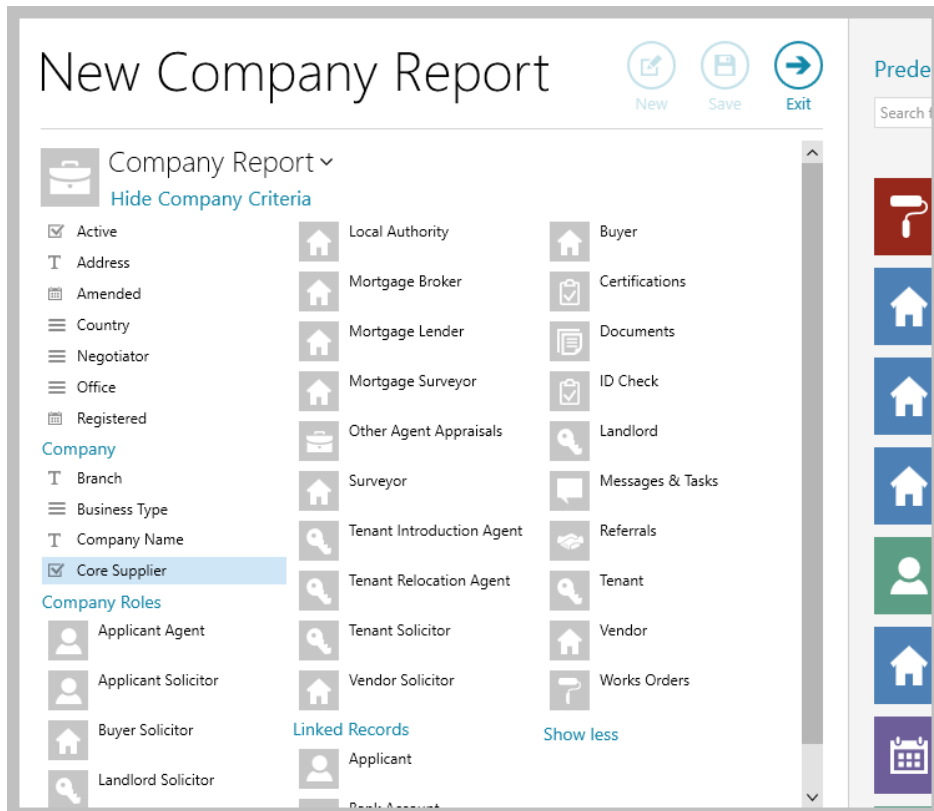 New Company Report
New
Save
Exit
Company Report
Hide Company Criteria
Active
Address
Amended
Country
Negotiator
Office
Registered
Company
Branch
Business Type
Company Name
Core Supplier
Company Roles
Applicant Agent
Applicant Solicitor
Buyer Solicitor
Landlord Solicitor
Local Authority
Mortgage Broker
Mortgage Lender
Mortgage Surveyor
Other Agent Appraisals
Surveyor
Tenant Introduction Agent
Tenant Relocation Agent
Tenant Solicitor
Vendor Solicitor
Linked Records
Applicant
Bank Account
Buyer
Certifications
Documents
ID Check
Landlord
Messages & Tasks
Referrals
Tenant
Vendor
Works Orders
Show less
Prede
Search